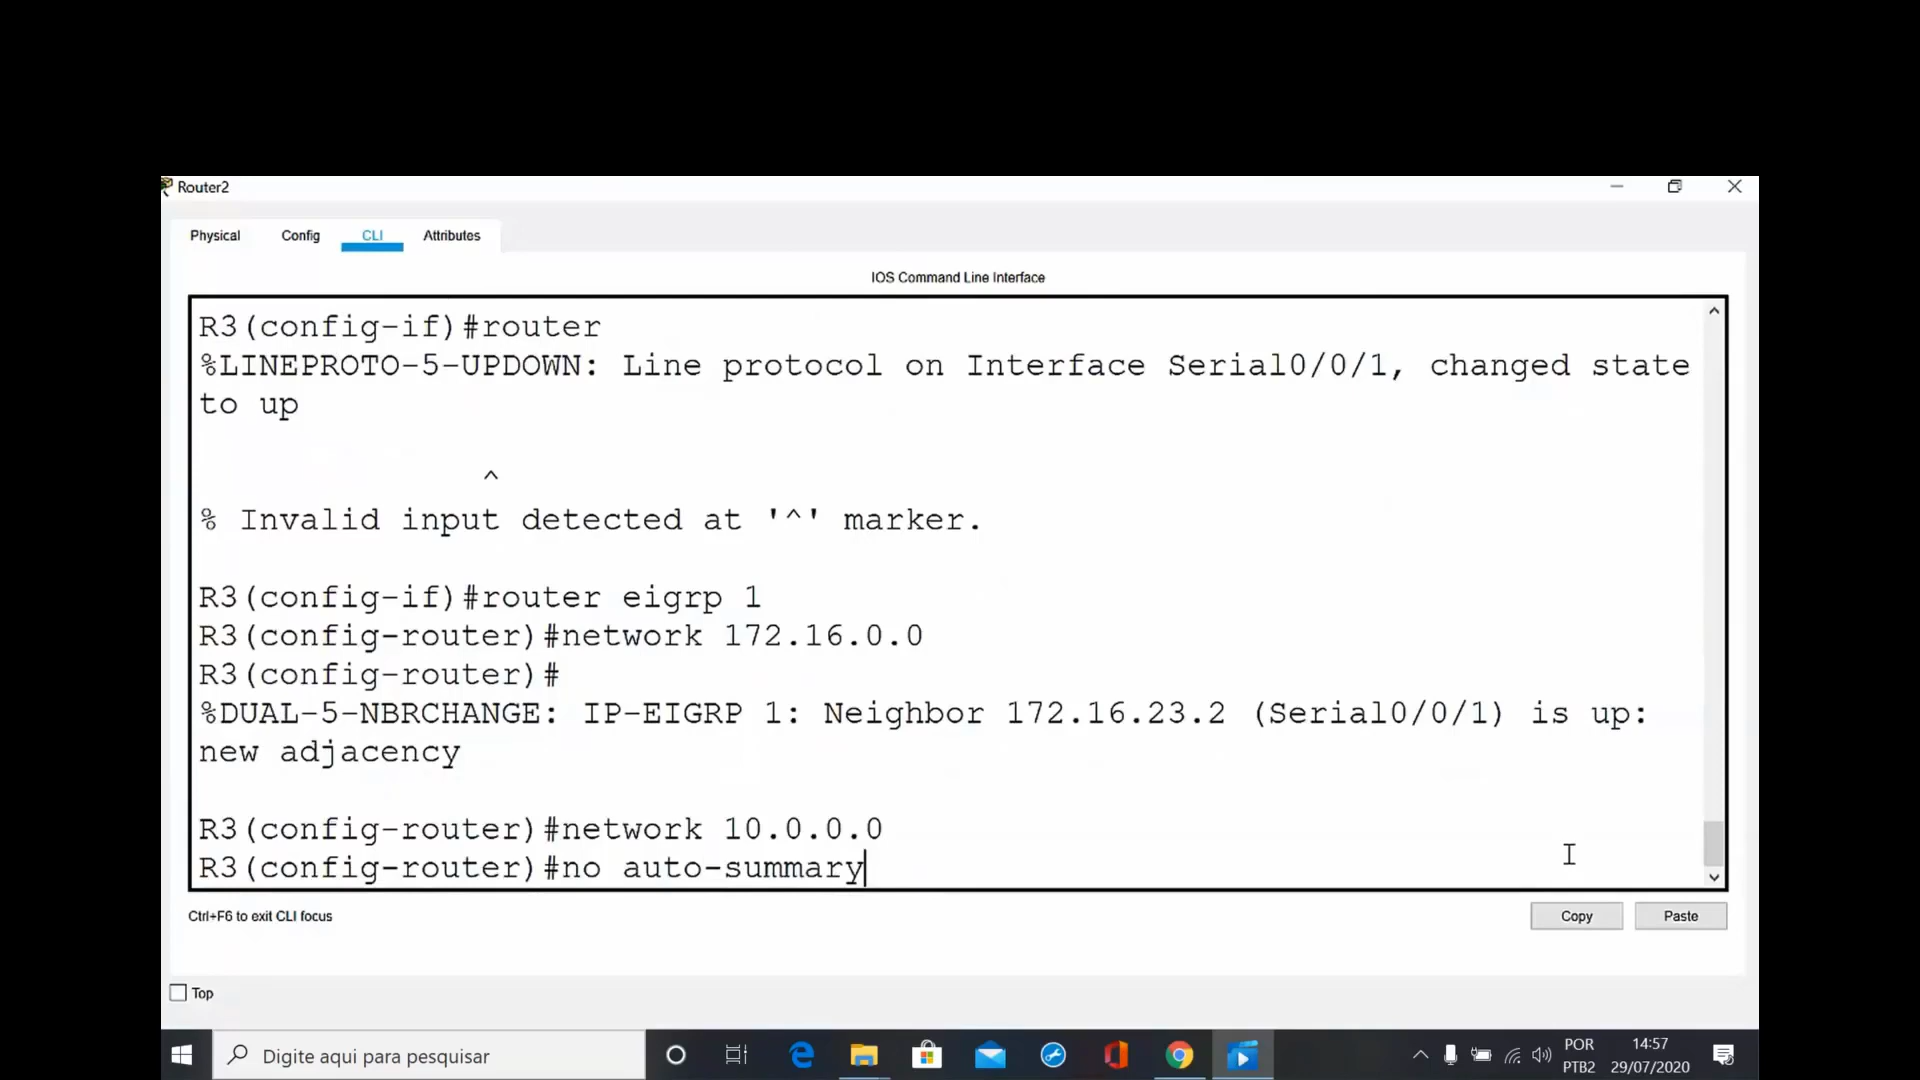 Router2
Physical Config CLI Attributes
IOS Command Line Interface
R3(config-if)#router
%LINEPROTO-5-UPDOWN: Line protocol on Interface Serial0/0/1, changed state
to up
^
% Invalid input detected at '^' marker.
R3(config-if)#router eigrp 1
R3(config-router)#network 172.16.0.0
R3(config-router)#
%DUAL-5-NBRCHANGE: IP-EIGRP 1: Neighbor 172.16.23.2 (Serial0/0/1) is up:
new adjacency
R3(config-router)#network 10.0.0.0
R3(config-router)#no auto-summary
Ctrl+F6 to exit CLI focus
Copy Paste
Top
Digite aqui para pesquisar
POR 14:57
PTB2 29/07/2020